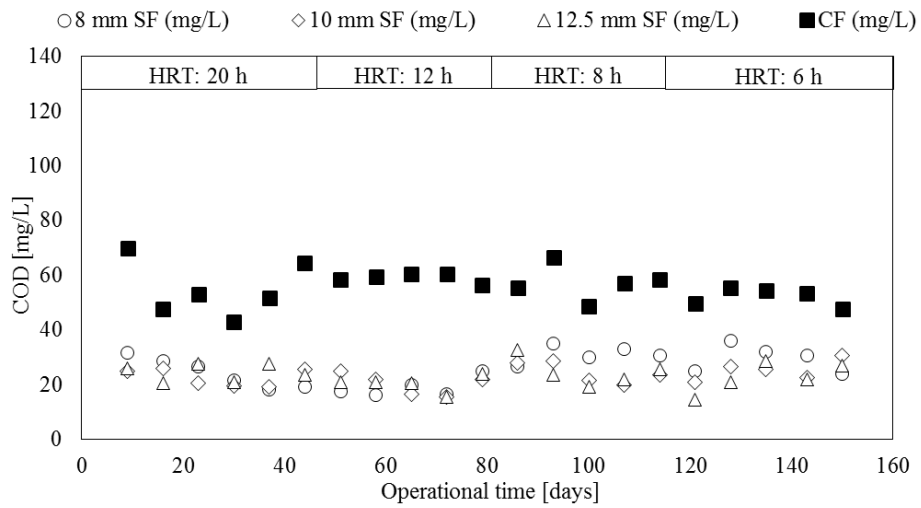 8 mm SF (mg/L) 10 mm SF (mg/L) 12.5 mm SF (mg/L) CF (mg/L)
140
HRT: 20 h HRT: 12 h HRT: 8 h HRT: 6 h
120
100
80
60
40
20
0
COD [mg/L]
0 20 40 60 80 100 120 140 160
Operational time [days]